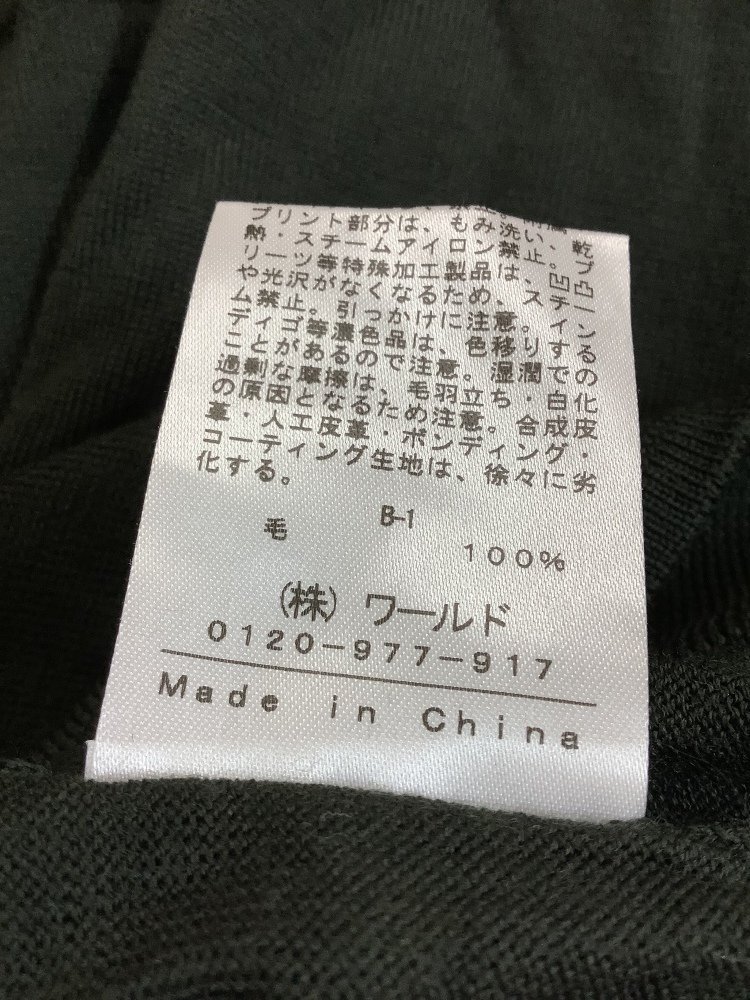 プリント部分は、もみ洗い、乾
熱・スチームアイロン禁止。プ
リーツ等特殊加工製品は、凹凸
や光沢がなくなるため、スチー
ム禁止。引っかけに注意。イン
ディゴ等濃色品は、色移りする
ことがあるので注意。湿潤での
過剰な摩擦は、毛羽立ち・白化
の原因となるため注意。合成皮
革・人工皮革・ボンディング・
コーティング生地は、徐々に劣
化する。
B-1
毛 100%
(株) ワールド
0120-977-917
Made in China